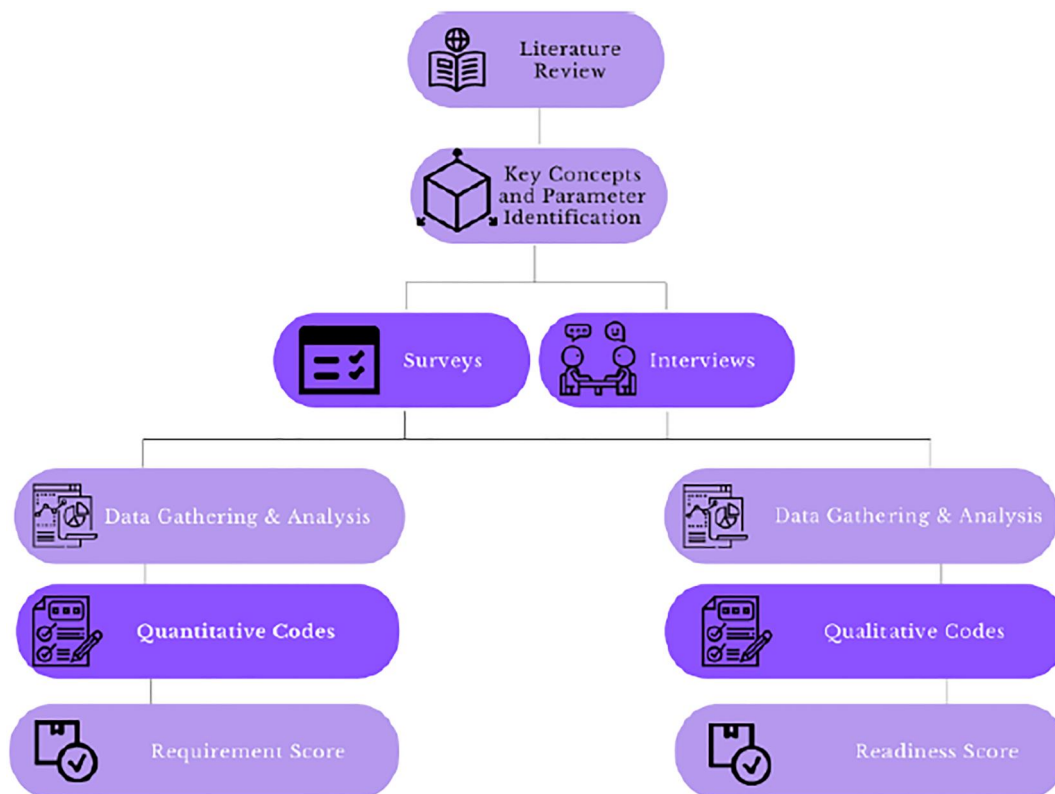 Literature
Review
Key Concepts
and Parameter
Identification
Surveys
Interviews
Data Gathering & Analysis
Data Gathering & Analysis
Quantitative Codes
Qualitative Codes
Requirement Score
Readiness Score